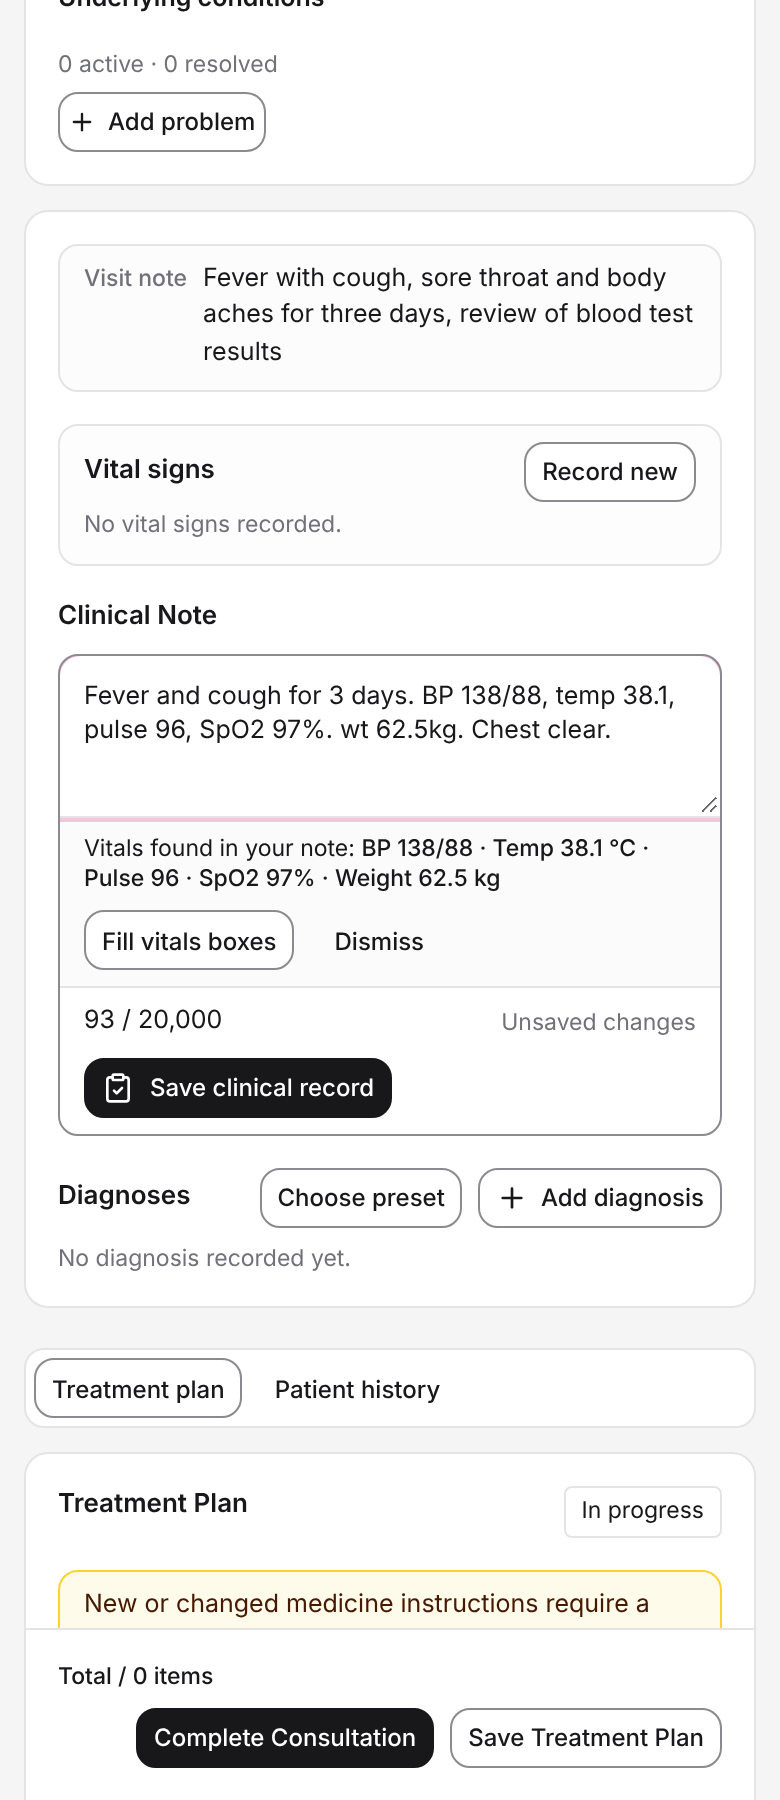 Underlying conditions
0 active · 0 resolved
+ Add problem
Visit note
Fever with cough, sore throat and body
aches for three days, review of blood test
results
Vital signs
Record new
No vital signs recorded.
Clinical Note
Fever and cough for 3 days. BP 138/88, temp 38.1,
pulse 96, SpO2 97%. wt 62.5kg. Chest clear.
Vitals found in your note: BP 138/88 · Temp 38.1 °C ·
Pulse 96 · SpO2 97% · Weight 62.5 kg
Fill vitals boxes
Dismiss
93 / 20,000
Unsaved changes
Save clinical record
Diagnoses
Choose preset
+ Add diagnosis
No diagnosis recorded yet.
Treatment plan
Patient history
Treatment Plan
In progress
New or changed medicine instructions require a
Total / 0 items
Complete Consultation
Save Treatment Plan